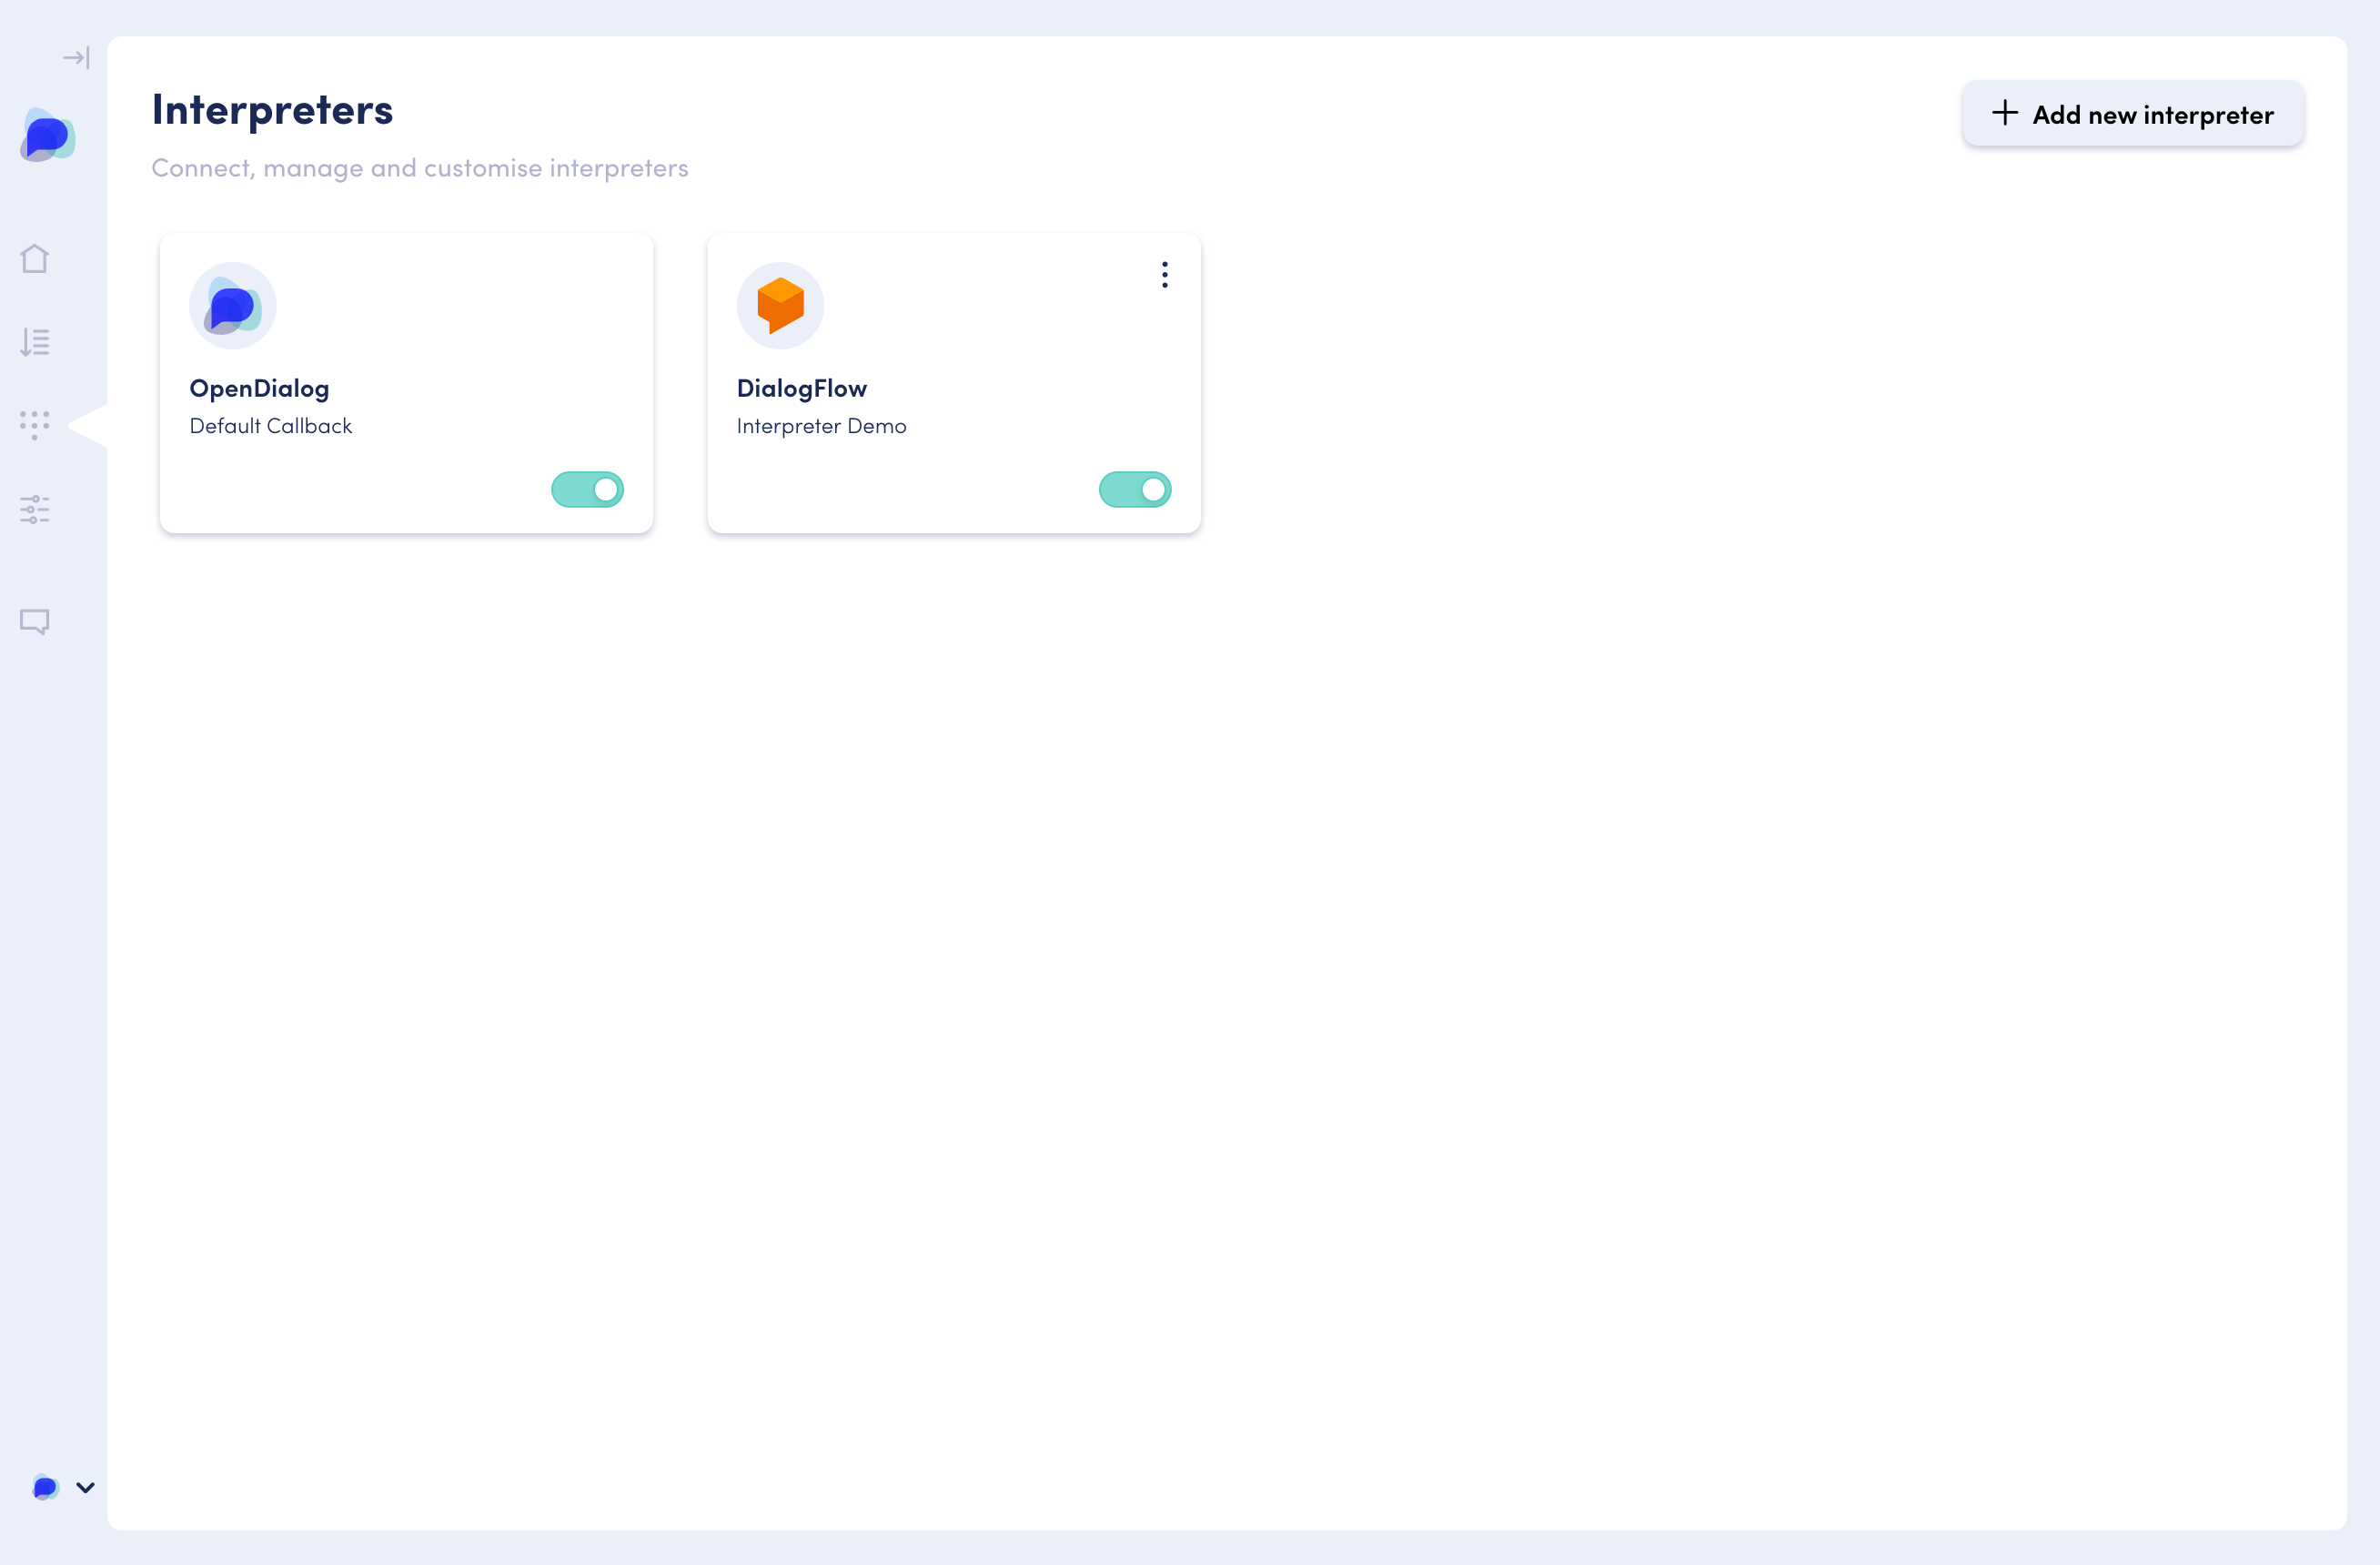 Interpreters
Add new interpreter
Connect, manage and customise interpreters
OpenDialog
Default Callback
DialogFlow
Interpreter Demo